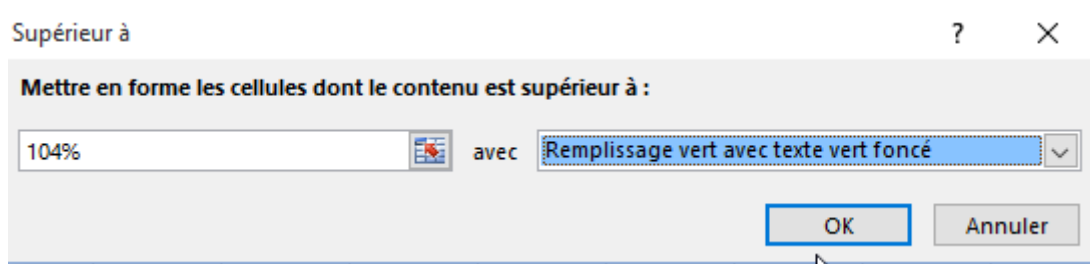 Supérieur à ?
Mettre en forme les cellules dont le contenu est supérieur à :
104% avec Remplissage vert avec texte vert foncé
OK Annuler